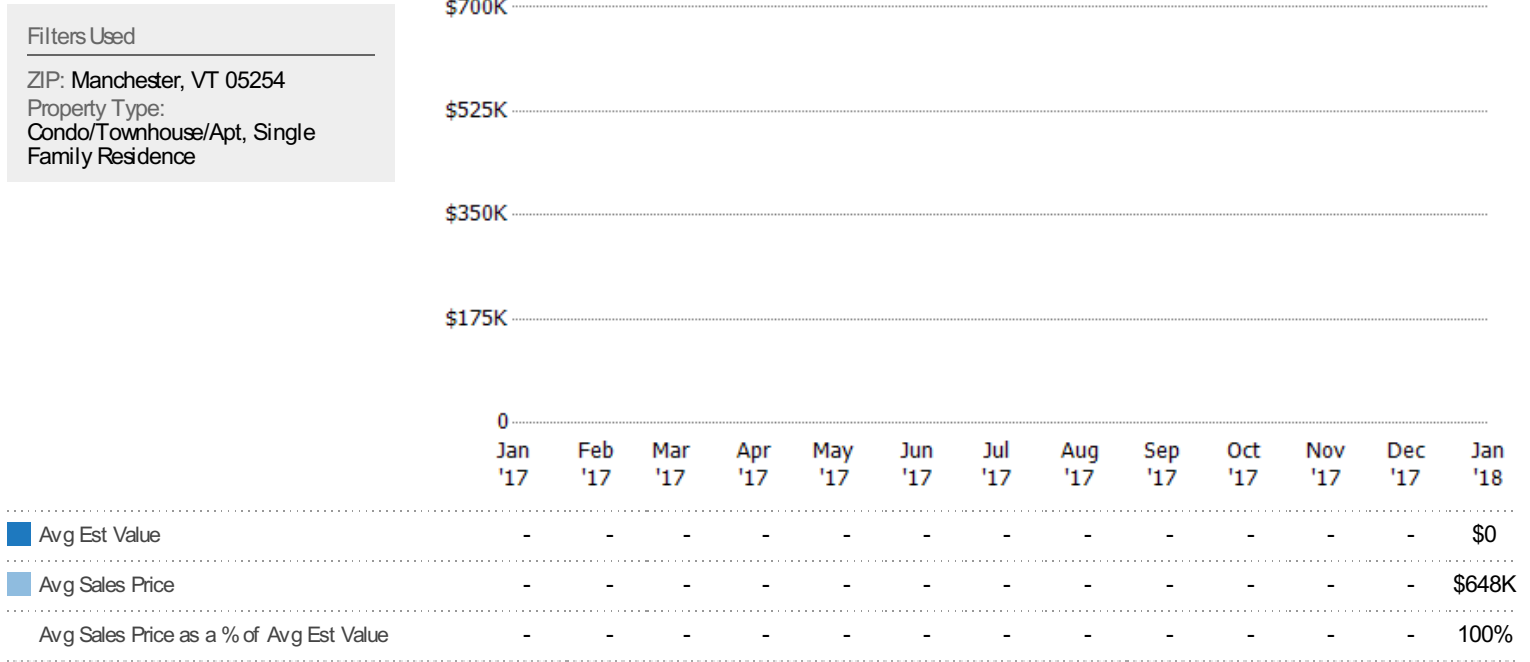 Filters Used
ZIP: Manchester, VT 05254
Property Type:
Condo/Townhouse/Apt, Single
Family Residence
$700K
$525K
$350K
$175K
0
Jan Feb Mar Apr May Jun Jul Aug Sep Oct Nov Dec Jan
'17 '17 '17 '17 '17 '17 '17 '17 '17 '17 '17 '17 '18
Avg Est Value - - - - - - - - - - - - $0
Avg Sales Price - - - - - - - - - - - - $648K
Avg Sales Price as a % of Avg Est Value - - - - - - - - - - - - 100%